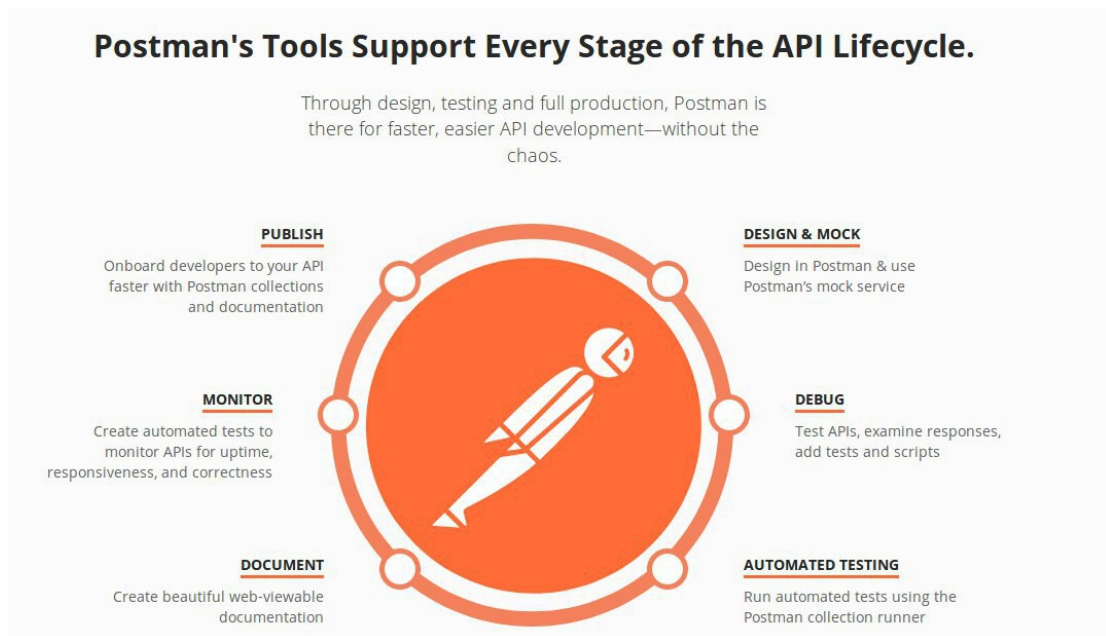 Postman's Tools Support Every Stage of the API Lifecycle.
Through design, testing and full production, Postman is
there for faster, easier API development—without the
chaos.
PUBLISH
Onboard developers to your API
faster with Postman collections
and documentation
DESIGN & MOCK
Design in Postman & use
Postman's mock service
MONITOR
Create automated tests to
monitor APIs for uptime,
responsiveness, and correctness
DEBUG
Test APIs, examine responses,
add tests and scripts
DOCUMENT
Create beautiful web-viewable
documentation
AUTOMATED TESTING
Run automated tests using the
Postman collection runner